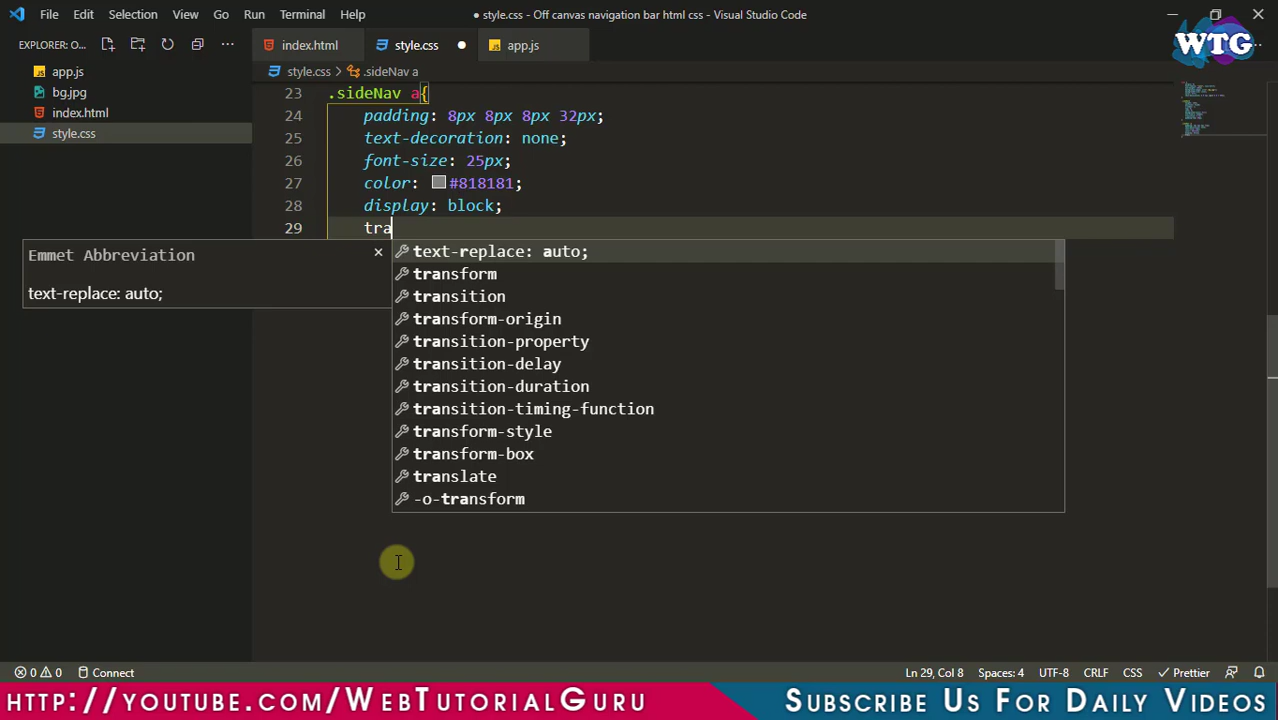 File Edit Selection View Go Run Terminal Help
● style.css - Off canvas navigation bar html css - Visual Studio Code
WTG
EXPLORER: O...
index.html
style.css
app.js
style.css > .sideNav a
app.js
bg.jpg
index.html
style.css
23 .sideNav a{
24 padding: 8px 8px 8px 32px;
25 text-decoration: none;
26 font-size: 25px;
27 color: #818181;
28 display: block;
29 tra
Emmet Abbreviation
text-replace: auto;
text-replace: auto;
transform
transition
transform-origin
transition-property
transition-delay
transition-duration
transition-timing-function
transform-style
transform-box
translate
-o-transform
0 0 Connect
Ln 29, Col 8 Spaces: 4 UTF-8 CRLF CSS Prettier
HTTP://YOUTUBE.COM/WEBTUTORIALGURU
SUBSCRIBE US FOR DAILY VIDEOS